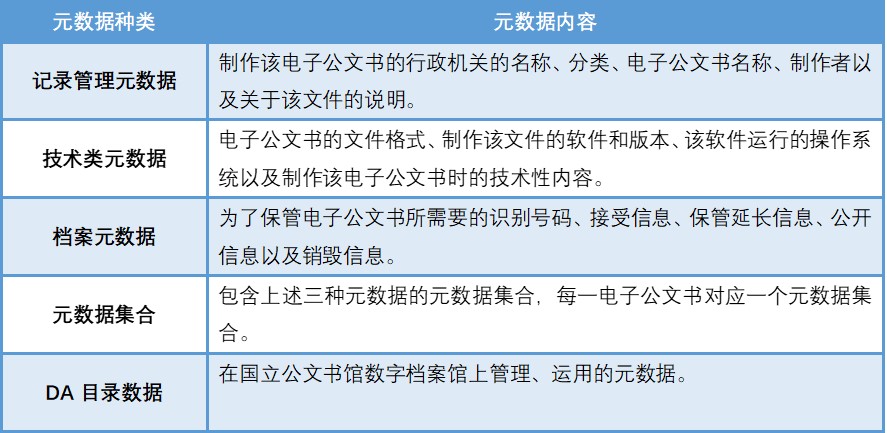 元数据种类 元数据内容
记录管理元数据
制作该电子公文书的行政机关的名称、分类、电子公文书名称、制作者以
及关于该文件的说明。
技术类元数据
电子公文书的文件格式、制作该文件的软件和版本、该软件运行的操作系
统以及制作该电子公文书时的技术性内容。
档案元数据
为了保管电子公文书所需要的识别号码、接受信息、保管延长信息、公开
信息以及销毁信息。
元数据集合
包含上述三种元数据的元数据集合，每一电子公文书对应一个元数据集
合。
DA 目录数据
在国立公文书馆数字档案馆上管理、运用的元数据。